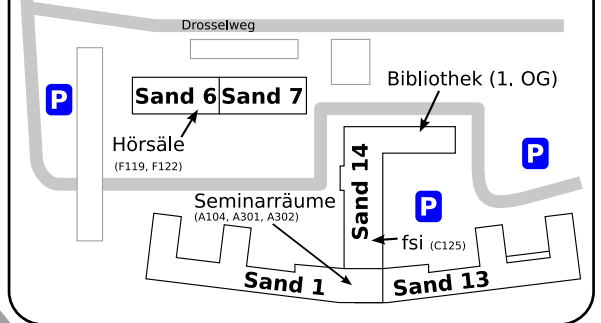 Drosselweg
Bibliothek (1. OG)
P
Sand 6
Sand 7
Hörsäle
(F119, F122)
P
Sand 14
Seminarräume
(A104, A301, A302)
P
fsi (C125)
Sand 1
Sand 13